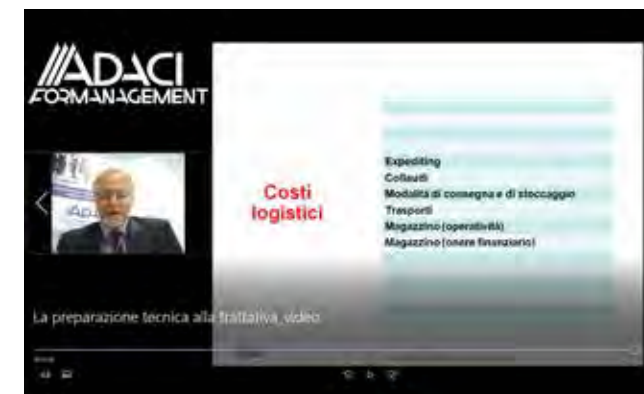 ADACI
FORMANAGEMENT
Costi
logistici
Expediting
Collaudi
Modalità di consegna e di stoccaggio
Trasporti
Magazzino (operatività)
Magazzino (onere finanziario)
La preparazione tecnica alla trattativa_video